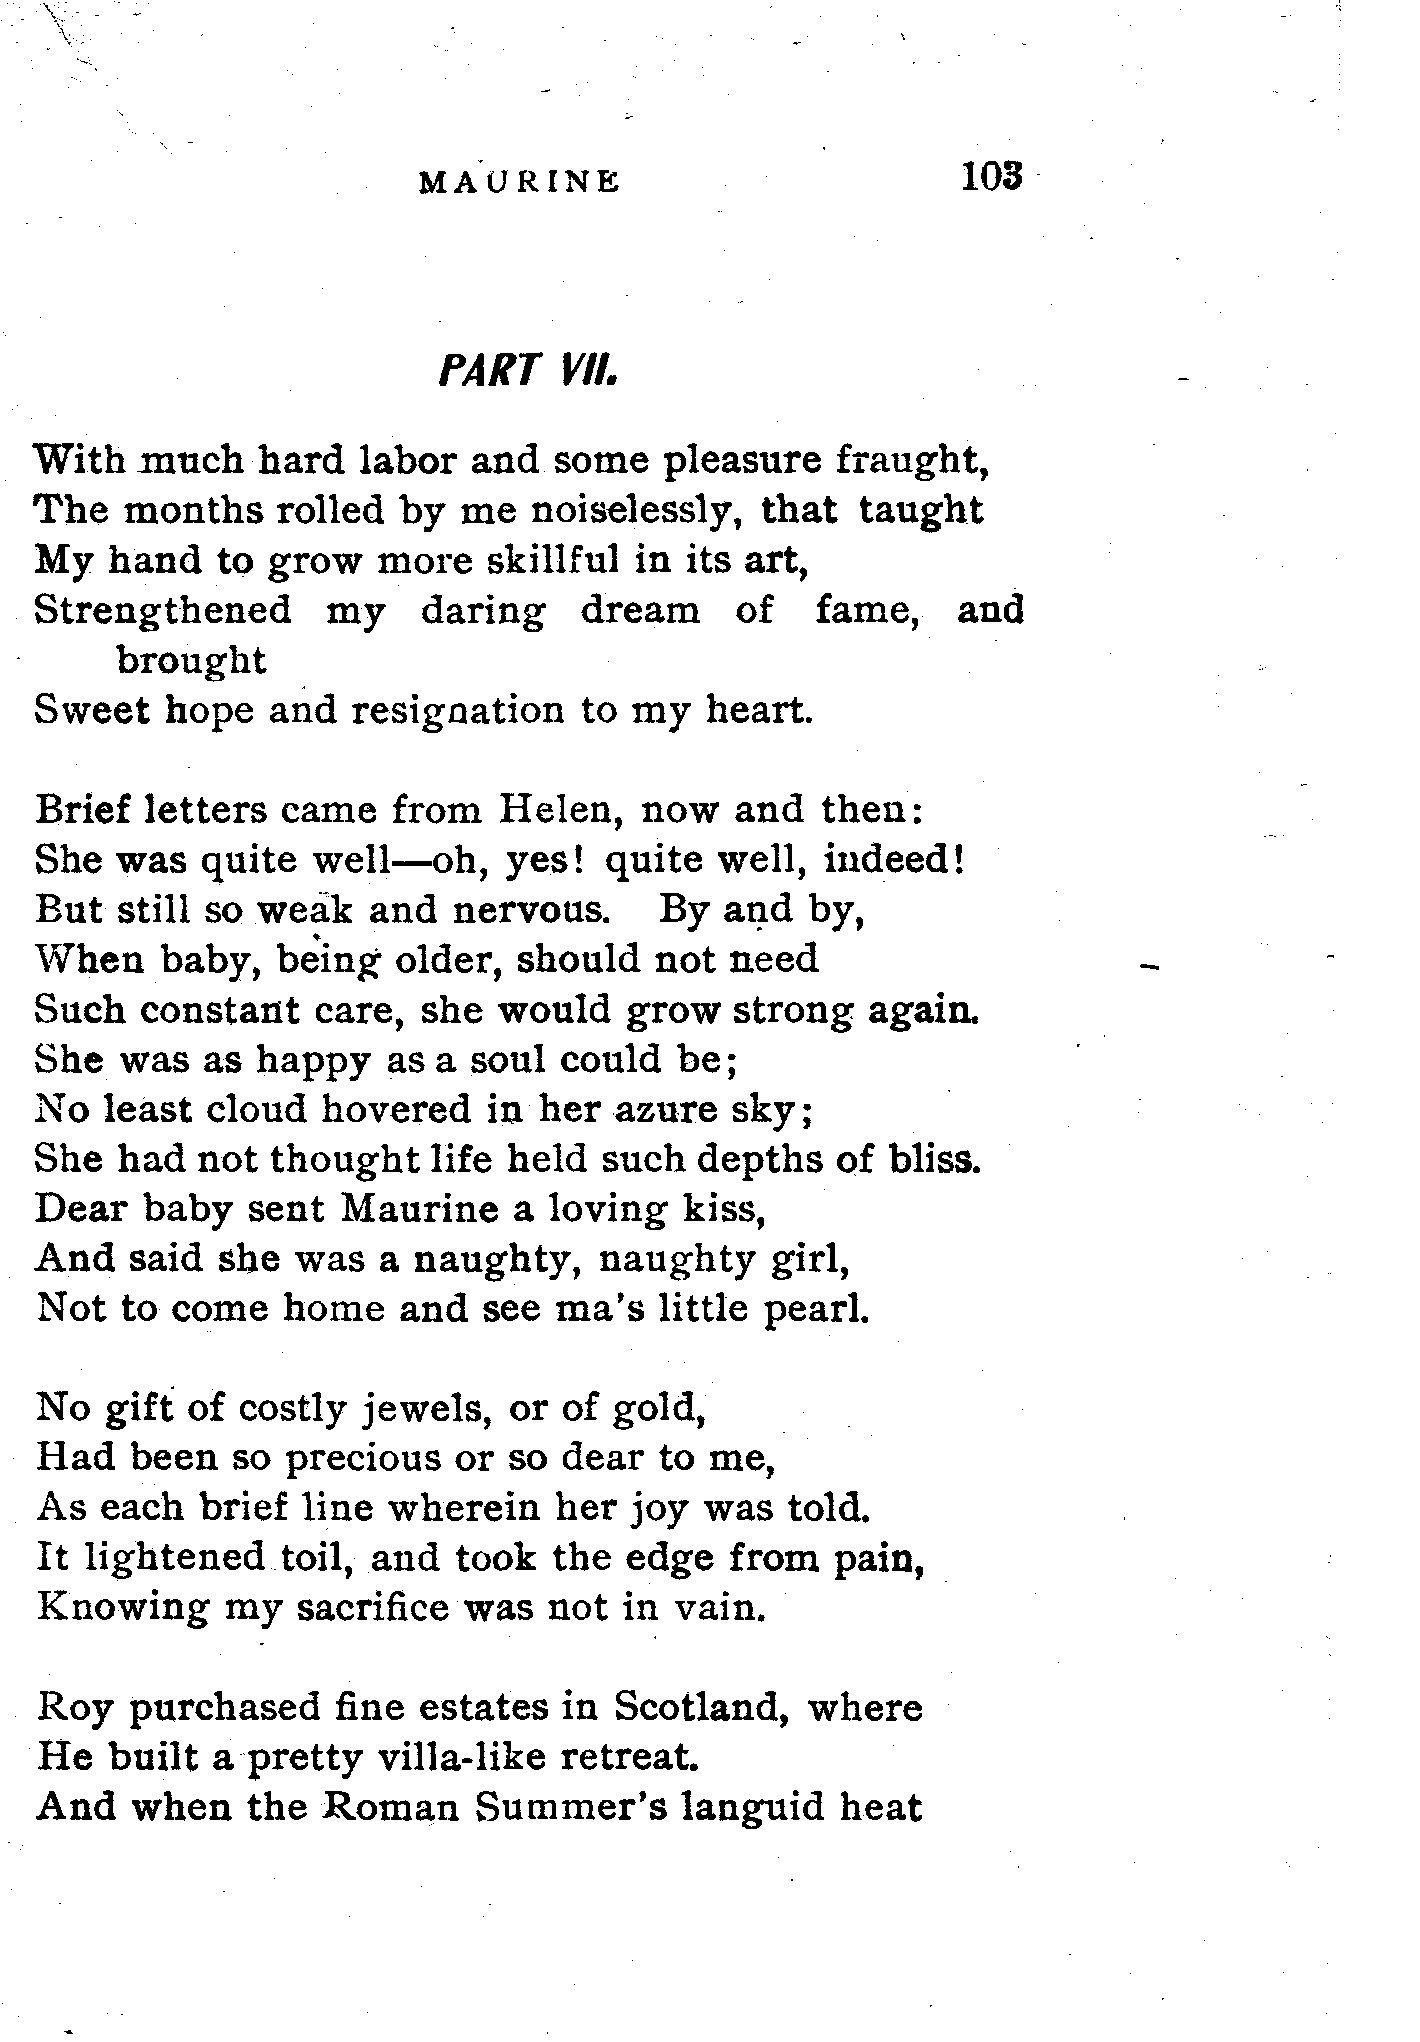 MAURINE 103
PART VII.
With much hard labor and some pleasure fraught,
The months rolled by me noiselessly, that taught
My hand to grow more skillful in its art,
Strengthened my daring dream of fame, and
brought
Sweet hope and resignation to my heart.
Brief letters came from Helen, now and then:
She was quite well—oh, yes! quite well, indeed!
But still so weak and nervous. By and by,
When baby, being older, should not need
Such constant care, she would grow strong again.
She was as happy as a soul could be;
No least cloud hovered in her azure sky;
She had not thought life held such depths of bliss.
Dear baby sent Maurine a loving kiss,
And said she was a naughty, naughty girl,
Not to come home and see ma's little pearl.
No gift of costly jewels, or of gold,
Had been so precious or so dear to me,
As each brief line wherein her joy was told.
It lightened toil, and took the edge from pain,
Knowing my sacrifice was not in vain.
Roy purchased fine estates in Scotland, where
He built a pretty villa-like retreat.
And when the Roman Summer's languid heat